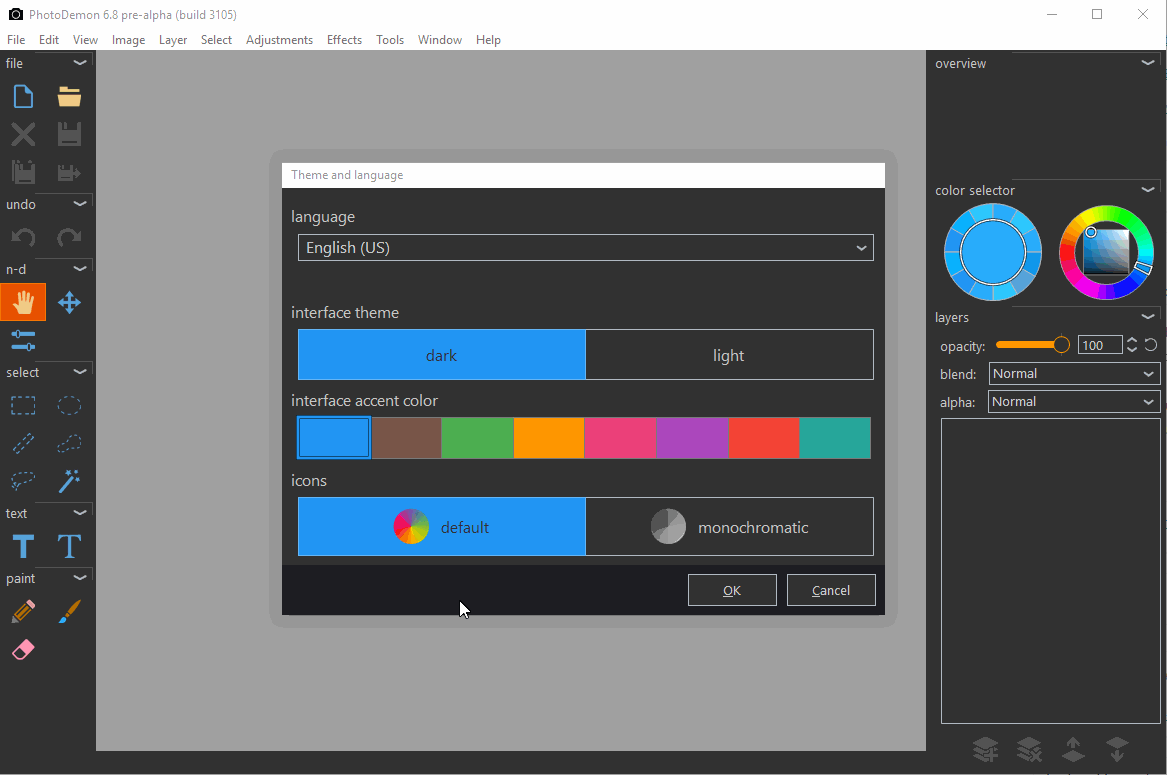 PhotoDemon 6.8 pre-alpha (build 3105)
File Edit View Image Layer Select Adjustments Effects Tools Window Help
file
undo
n-d
select
text
T T
paint
Theme and language
language
English (US)
interface theme
dark light
interface accent color
icons
default monochromatic
OK Cancel
overview
color selector
layers
opacity: 100
blend: Normal
alpha: Normal